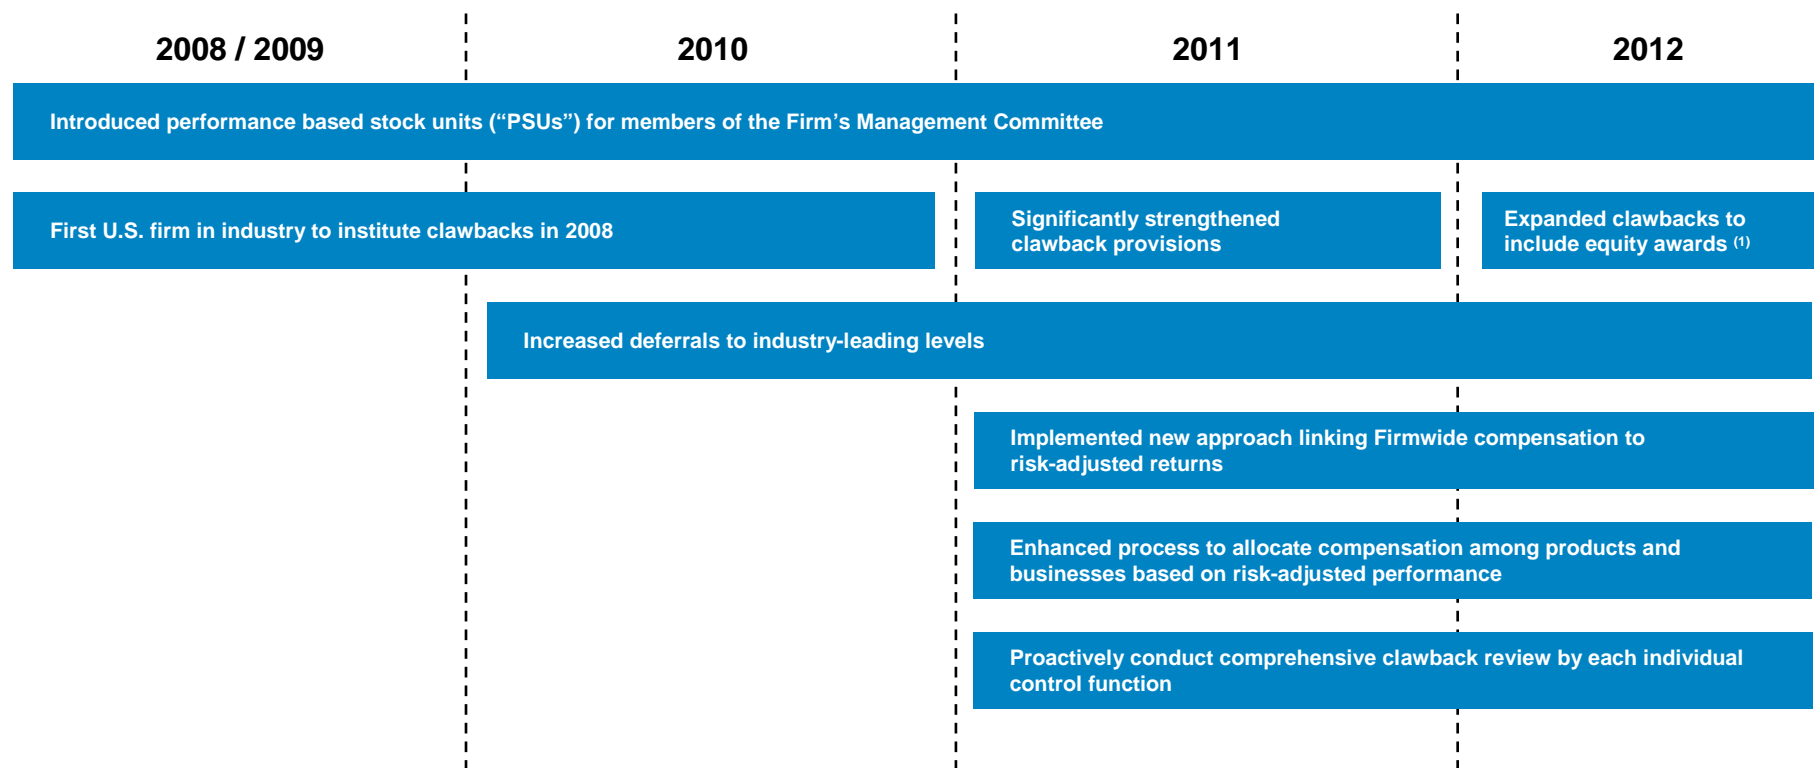 2008 / 2009
2010
2011
2012
Introduced performance based stock units (“PSUs”) for members of the Firm’s Management Committee
First U.S. firm in industry to institute clawbacks in 2008
Significantly strengthened
clawback provisions
Expanded clawbacks to
include equity awards (1)
Increased deferrals to industry-leading levels
Implemented new approach linking Firmwide compensation to
risk-adjusted returns
Enhanced process to allocate compensation among products and
businesses based on risk-adjusted performance
Proactively conduct comprehensive clawback review by each individual
control function